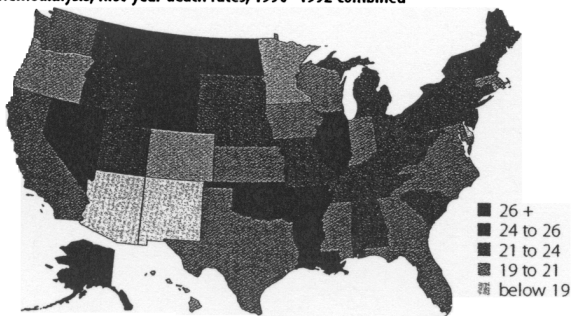 hemodialysis, first-year death rates, 1990–1992 combined
26 +
24 to 26
21 to 24
19 to 21
below 19